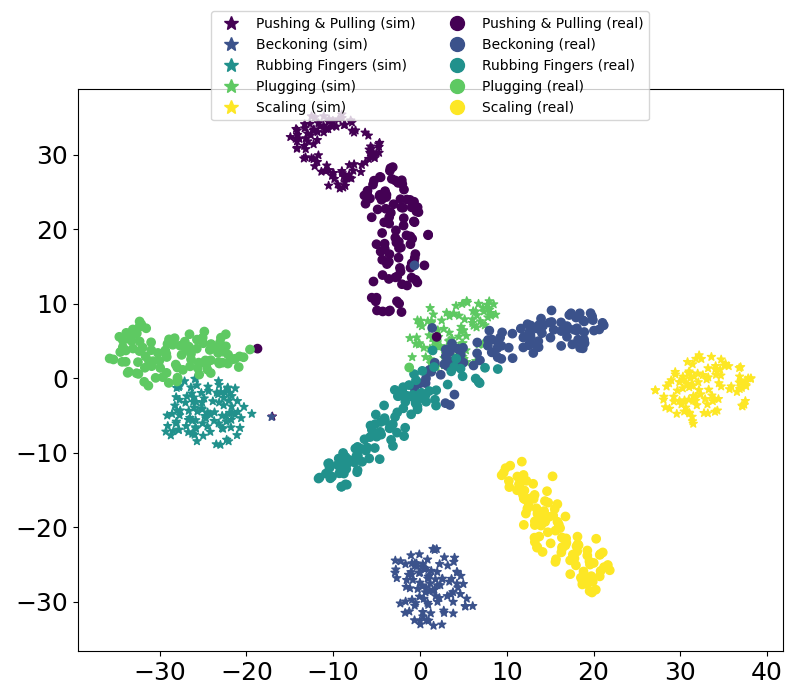 Pushing & Pulling (sim) Pushing & Pulling (real)
Beckoning (sim) Beckoning (real)
Rubbing Fingers (sim) Rubbing Fingers (real)
Plugging (sim) Plugging (real)
Scaling (sim) Scaling (real)
30
20
10
0
−10
−20
−30
−30 −20 −10 0 10 20 30 40